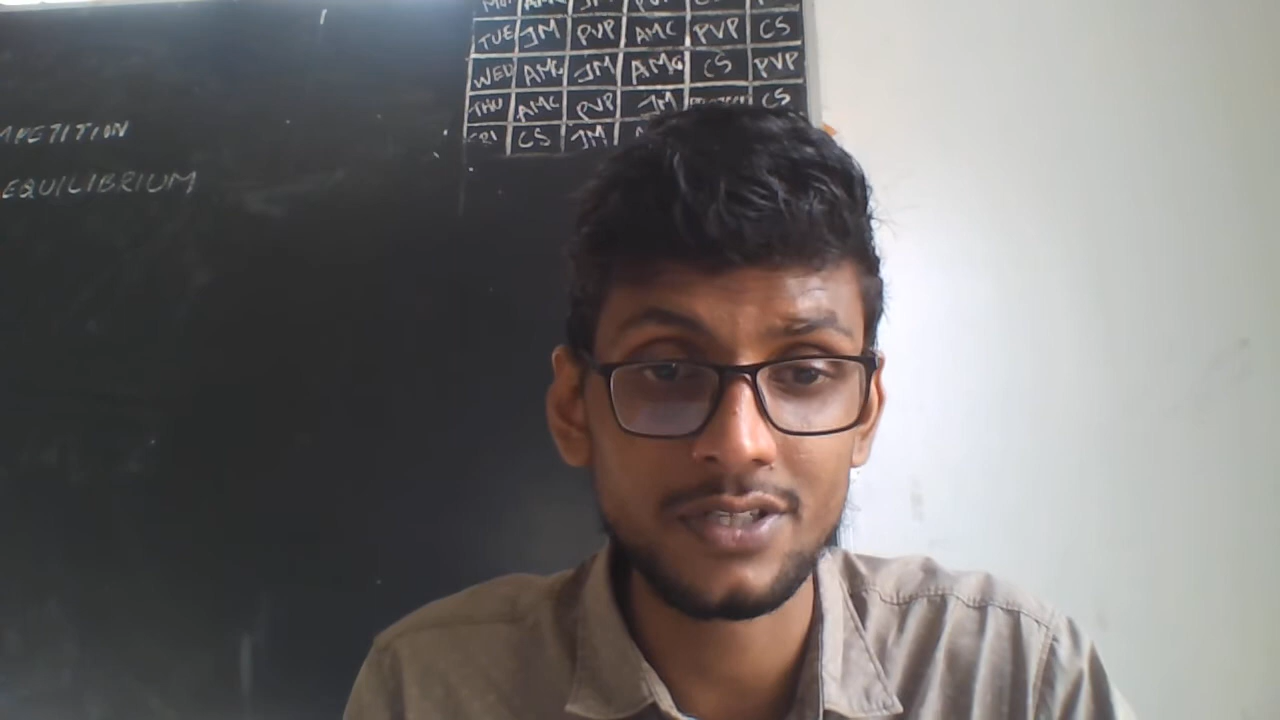 TUE JM PVP AMC PVP CS
WED AMC JM AMC CS PVP
THU AMC PVP JM CS
FRI CS JM
MPETITION
EQUILIBRIUM